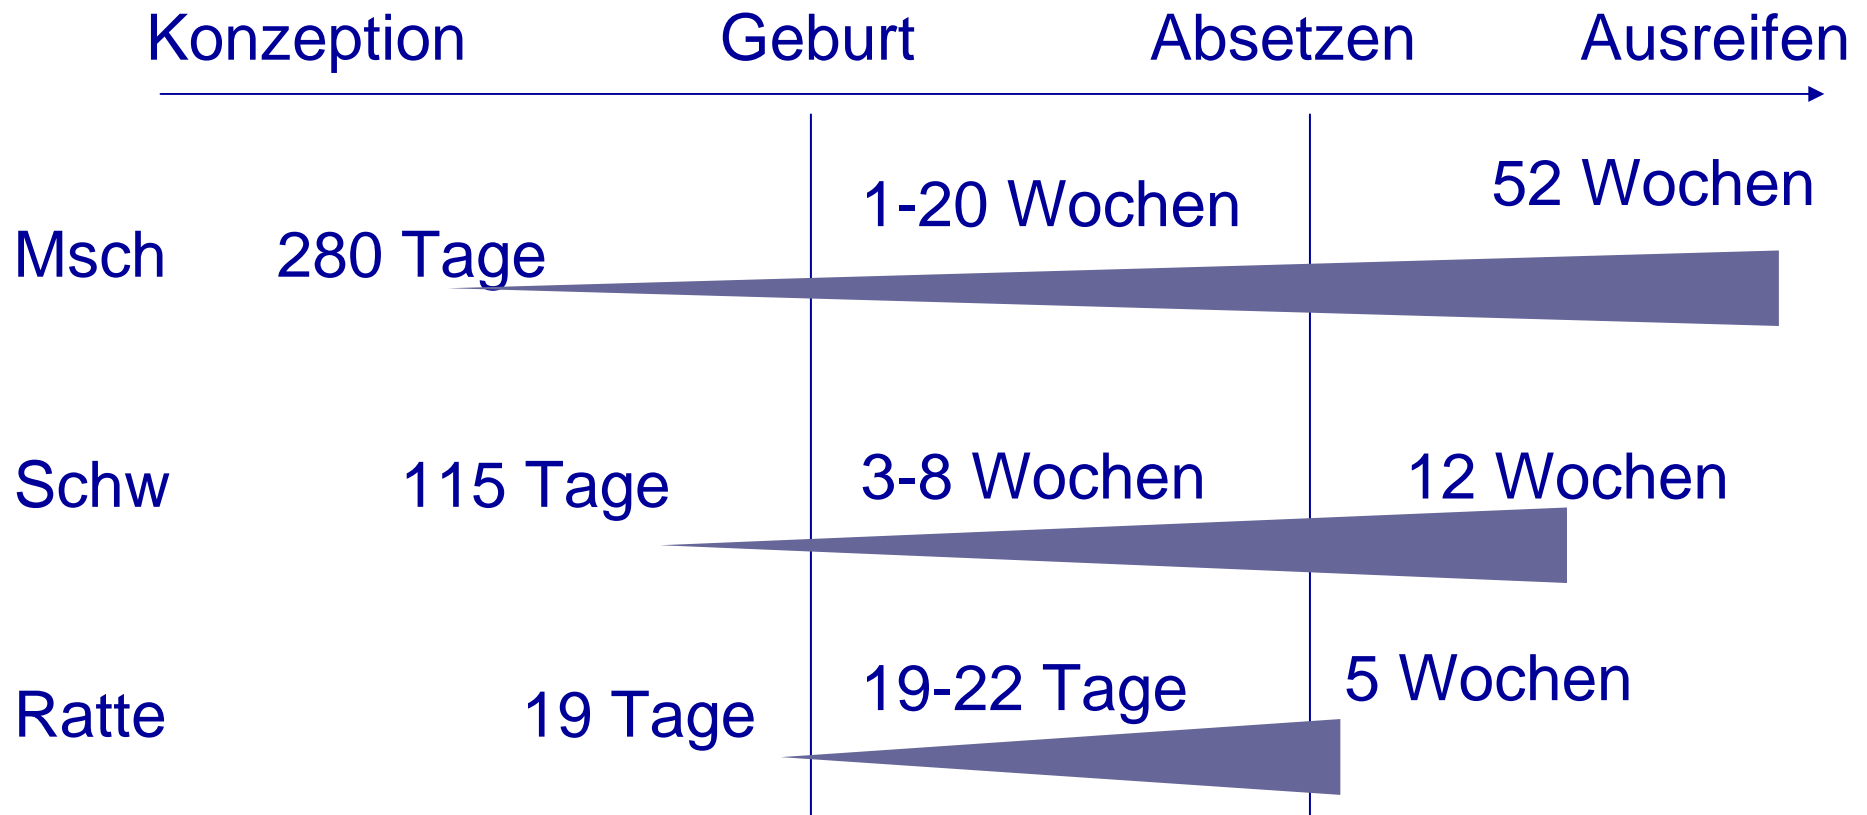 Konzeption Geburt Absetzen Ausreifen
Msch 280 Tage 1-20 Wochen 52 Wochen
Schw 115 Tage 3-8 Wochen 12 Wochen
Ratte 19 Tage 19-22 Tage 5 Wochen